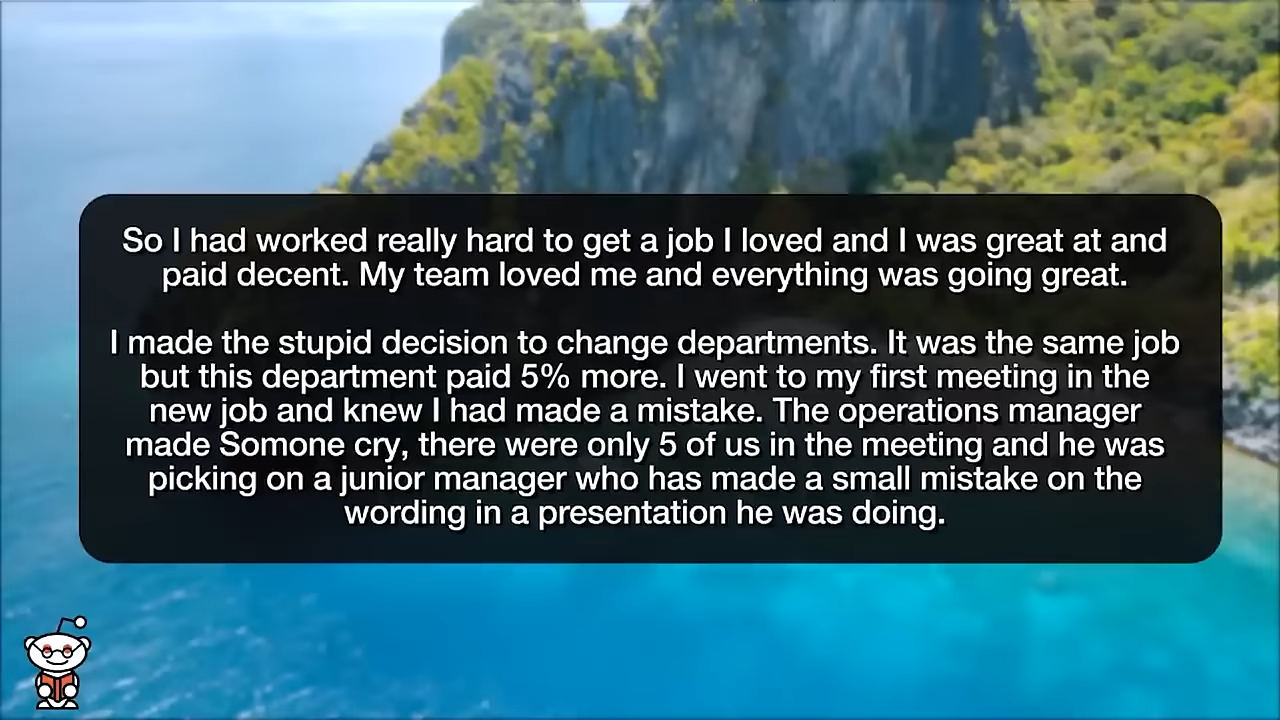 So I had worked really hard to get a job I loved and I was great at and
paid decent. My team loved me and everything was going great.
I made the stupid decision to change departments. It was the same job
but this department paid 5% more. I went to my first meeting in the
new job and knew I had made a mistake. The operations manager
made Somone cry, there were only 5 of us in the meeting and he was
picking on a junior manager who has made a small mistake on the
wording in a presentation he was doing.